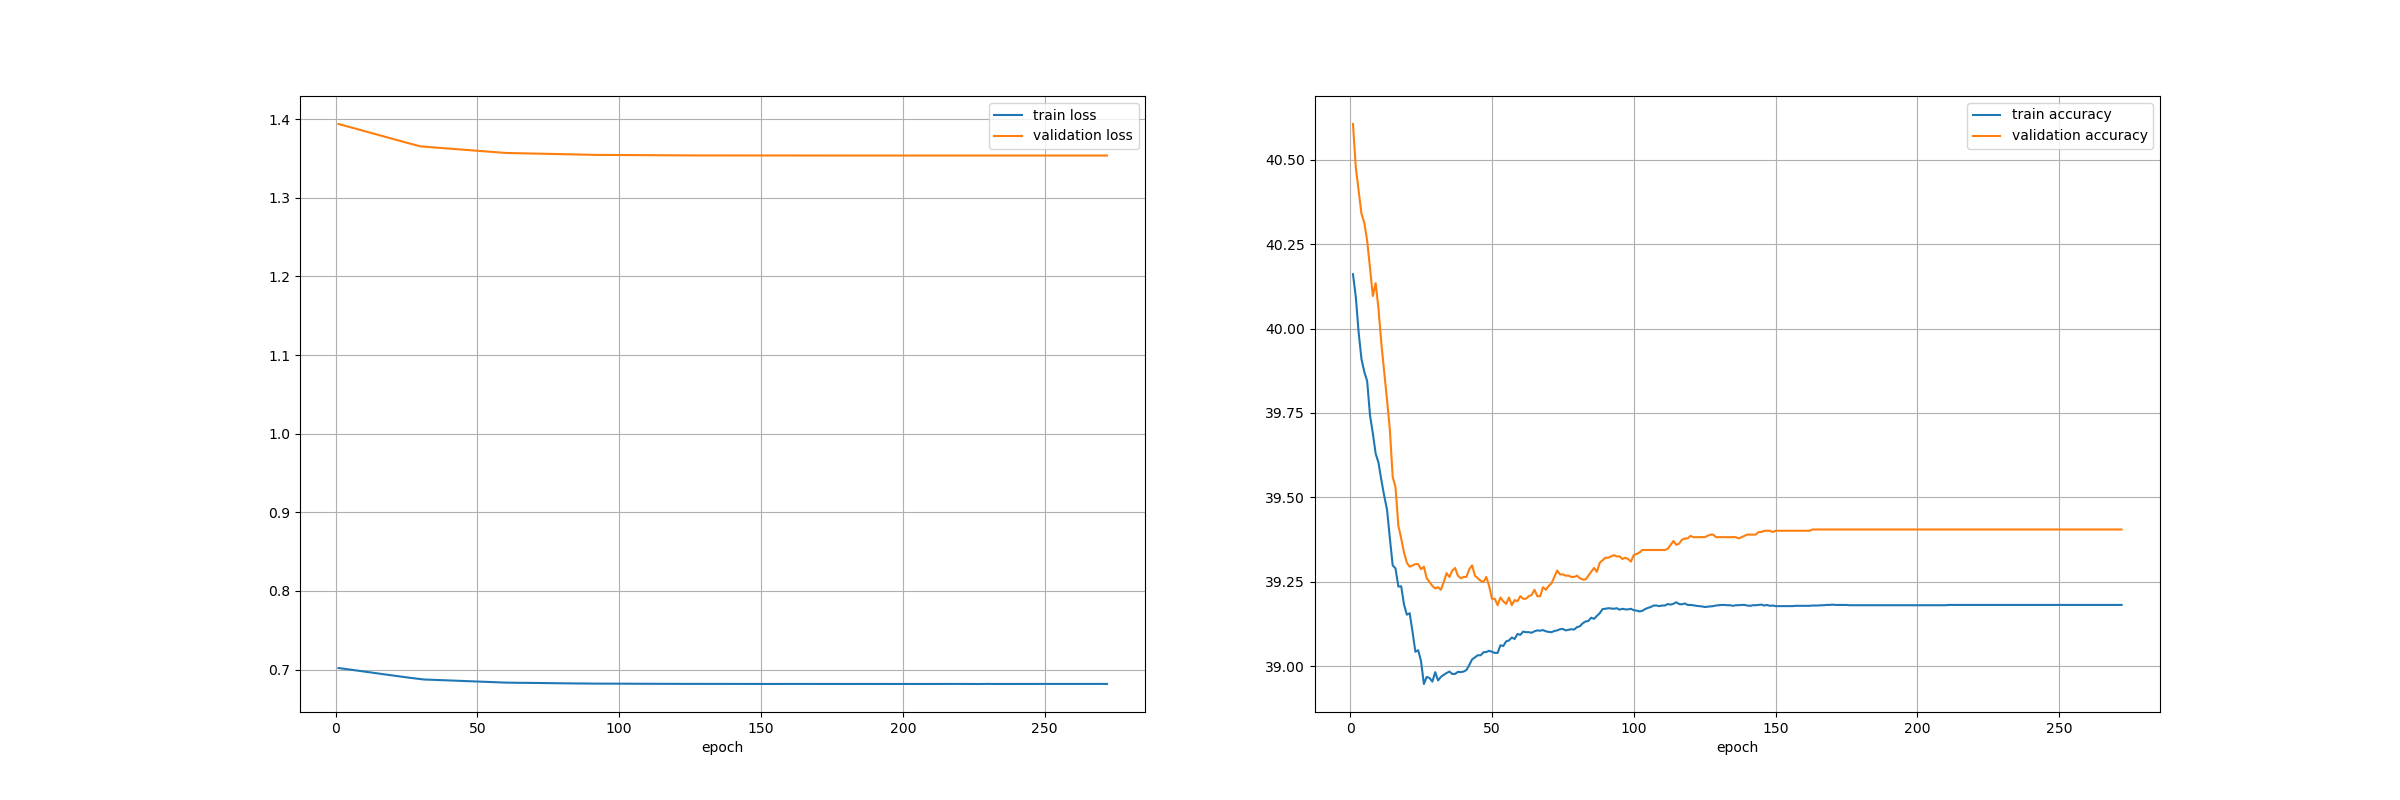 train loss
validation loss
1.4
1.3
1.2
1.1
1.0
0.9
0.8
0.7
0 50 100 150 200 250
epoch
train accuracy
validation accuracy
40.50
40.25
40.00
39.75
39.50
39.25
39.00
0 50 100 150 200 250
epoch